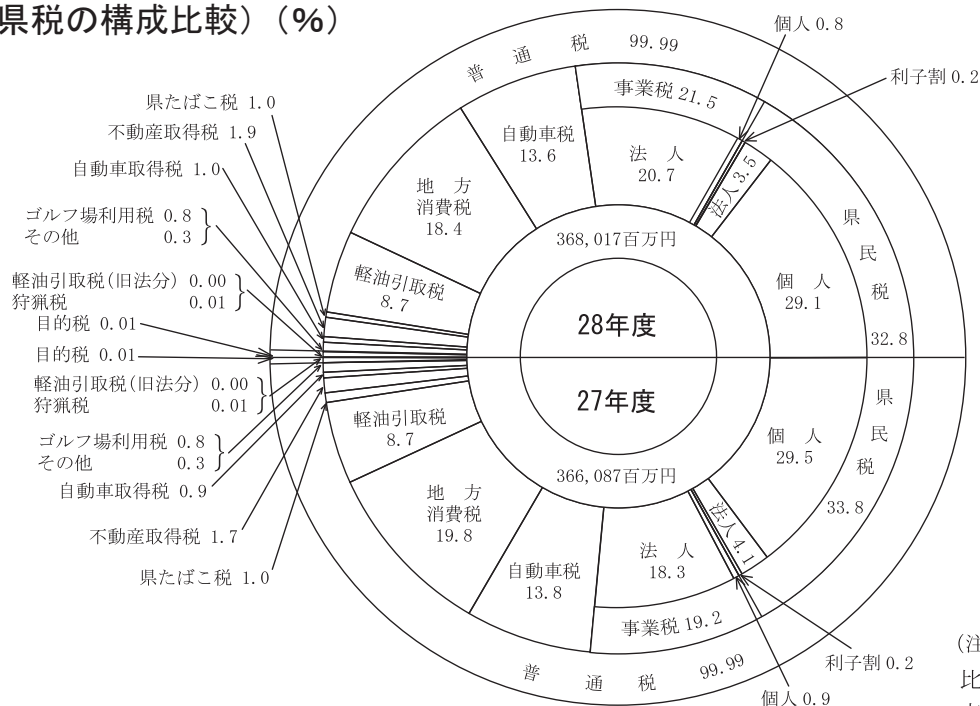 県税の構成比較）（％）
普　通　税　99.99
個人 0.8
利子割 0.2
事業税 21.5
法　人
20.7
法人 3.5
個　人
29.1
県　民　税
32.8
自動車税
13.6
地　方
消費税
18.4
軽油引取税
8.7
県たばこ税 1.0
不動産取得税 1.9
自動車取得税 1.0
ゴルフ場利用税 0.8
その他 0.3
軽油引取税(旧法分) 0.00
狩猟税 0.01
目的税 0.01
368,017百万円
28年度
27年度
366,087百万円
目的税 0.01
軽油引取税(旧法分) 0.00
狩猟税 0.01
ゴルフ場利用税 0.8
その他 0.3
自動車取得税 0.9
不動産取得税 1.7
県たばこ税 1.0
軽油引取税
8.7
地　方
消費税
19.8
自動車税
13.8
法　人
18.3
事業税 19.2
法人 4.1
個　人
29.5
県　民　税
33.8
利子割 0.2
個人 0.9
普　通　税　99.99
（注
比